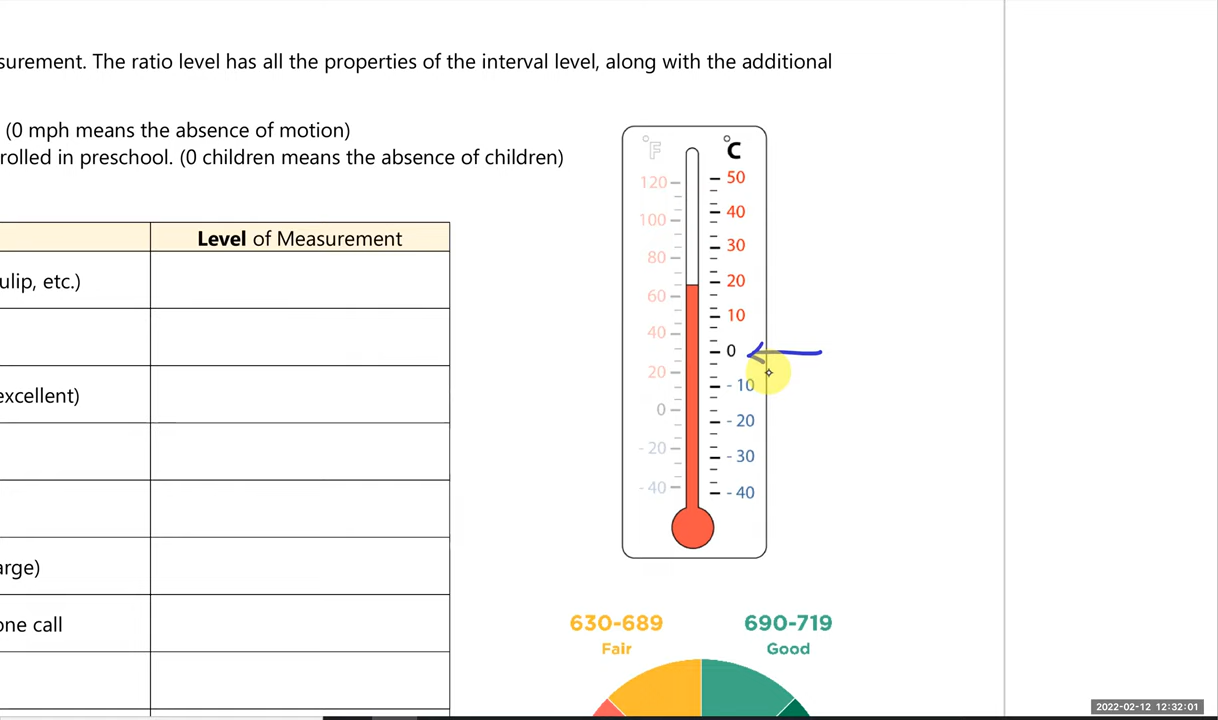 surement. The ratio level has all the properties of the interval level, along with the additional
(0 mph means the absence of motion)
rolled in preschool. (0 children means the absence of children)
°F °C
120 50
100 40
80 30
60 20
40 10
20 0
0 - 10
- 20 - 20
- 40 - 30
- 40
Level of Measurement
ulip, etc.)
excellent)
arge)
one call
630-689 690-719
Fair Good
2022-02-12 12:32:01